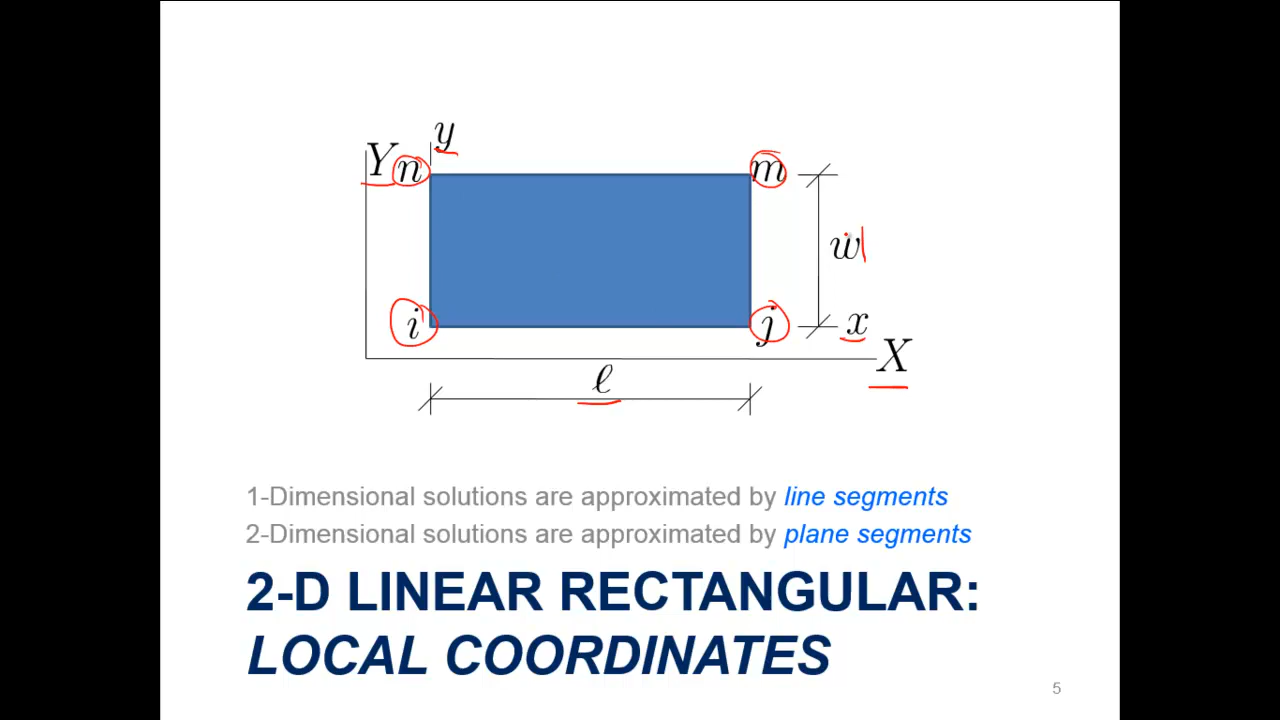 y
Y n
m
w
i
j
x
X
ℓ
1-Dimensional solutions are approximated by line segments
2-Dimensional solutions are approximated by plane segments
2-D LINEAR RECTANGULAR:
LOCAL COORDINATES
5